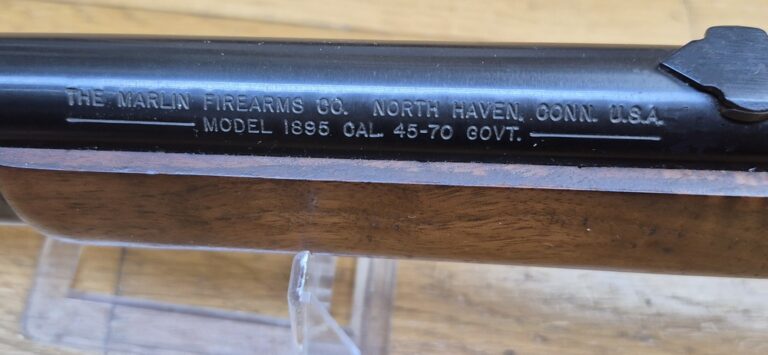 THE MARLIN FIREARMS CO. NORTH HAVEN, CONN. U.S.A.
MODEL 1895 CAL. 45-70 GOVT.